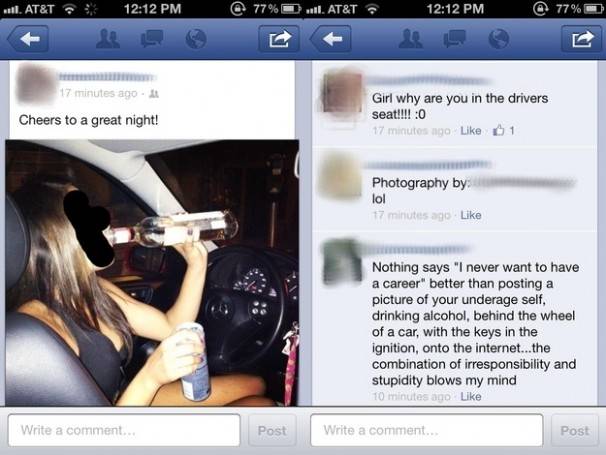 AT&T 12:12 PM 77%
17 minutes ago
Cheers to a great night!
Write a comment... Post
AT&T 12:12 PM 77%
Girl why are you in the drivers
seat!!!! :0
17 minutes ago · Like 1
Photography by:
lol
17 minutes ago · Like
Nothing says "I never want to have
a career" better than posting a
picture of your underage self,
drinking alcohol, behind the wheel
of a car, with the keys in the
ignition, onto the internet...the
combination of irresponsibility and
stupidity blows my mind
10 minutes ago · Like
Write a comment... Post